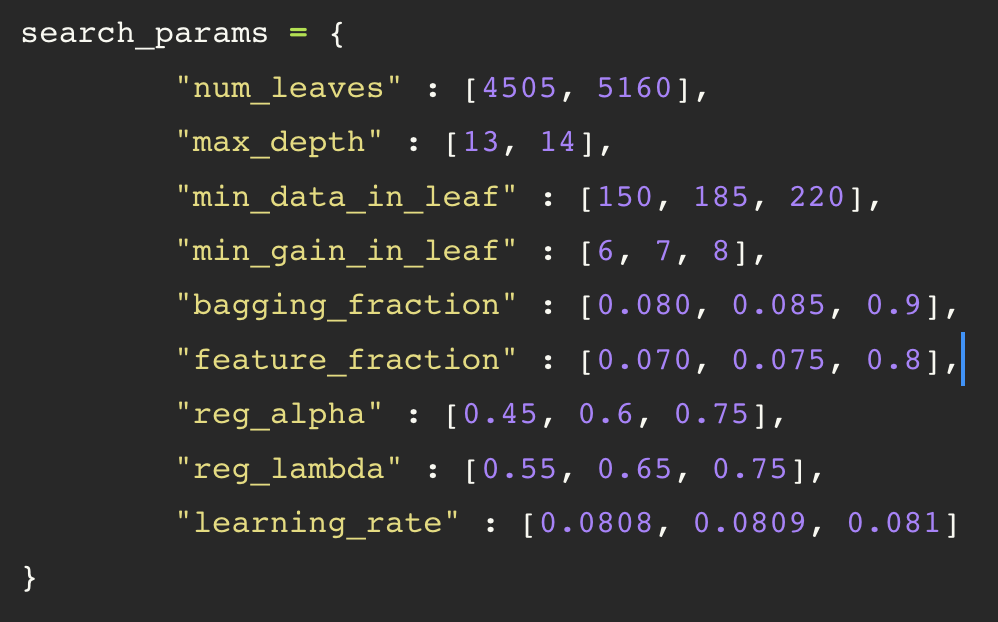 search_params = {
"num_leaves" : [4505, 5160],
"max_depth" : [13, 14],
"min_data_in_leaf" : [150, 185, 220],
"min_gain_in_leaf" : [6, 7, 8],
"bagging_fraction" : [0.080, 0.085, 0.9],
"feature_fraction" : [0.070, 0.075, 0.8],
"reg_alpha" : [0.45, 0.6, 0.75],
"reg_lambda" : [0.55, 0.65, 0.75],
"learning_rate" : [0.0808, 0.0809, 0.081]
}